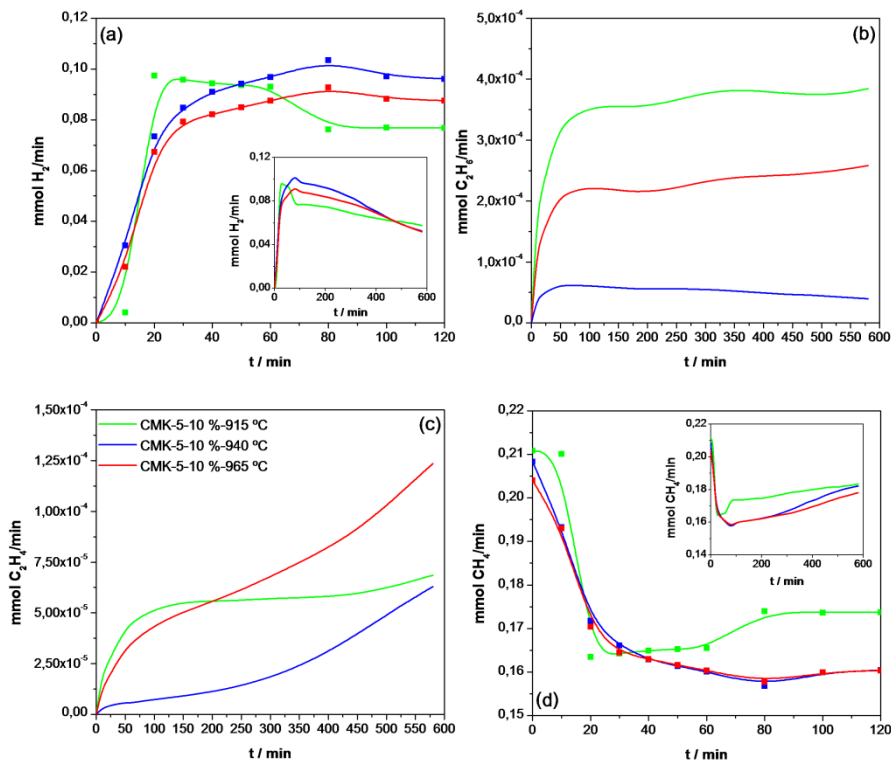 (a)
mmol H2/min
0,12
0,10
0,08
0,06
0,04
0,02
0,00
0 20 40 60 80 100 120
t / min
mmol H2/min
0,12
0,08
0,04
0,00
0 200 400 600
t / min
(b)
mmol C2H6/min
5,0x10-4
4,0x10-4
3,0x10-4
2,0x10-4
1,0x10-4
0,0
0 50 100 150 200 250 300 350 400 450 500 550 600
t / min
(c)
mmol C2H4/min
1,50x10-4
1,25x10-4
1,00x10-4
7,50x10-5
5,00x10-5
2,50x10-5
0,00
CMK-5-10 %-915 ºC
CMK-5-10 %-940 ºC
CMK-5-10 %-965 ºC
0 50 100 150 200 250 300 350 400 450 500 550 600
t / min
(d)
mmol CH4/min
0,22
0,21
0,20
0,19
0,18
0,17
0,16
0,15
0 20 40 60 80 100 120
t / min
mmol CH4/min
0,22
0,20
0,18
0,16
0,14
0 200 400 600
t / min